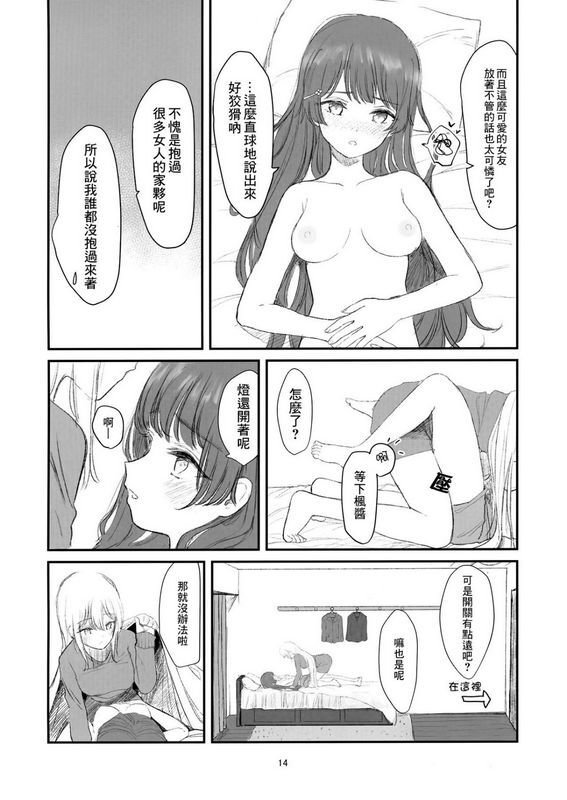 而且這麼可愛的女友
放著不管的話也太可憐了吧？
…這麼直球地說出來
好狡猾吶
不愧是抱過
很多女人的家夥呢
所以說我誰都沒抱過來著
怎麼了？
啊
等下楓醬
壓
燈還開著呢
啊—
可是開關有點遠吧？
在這裡
嘛也是呢
那就沒辦法啦
14